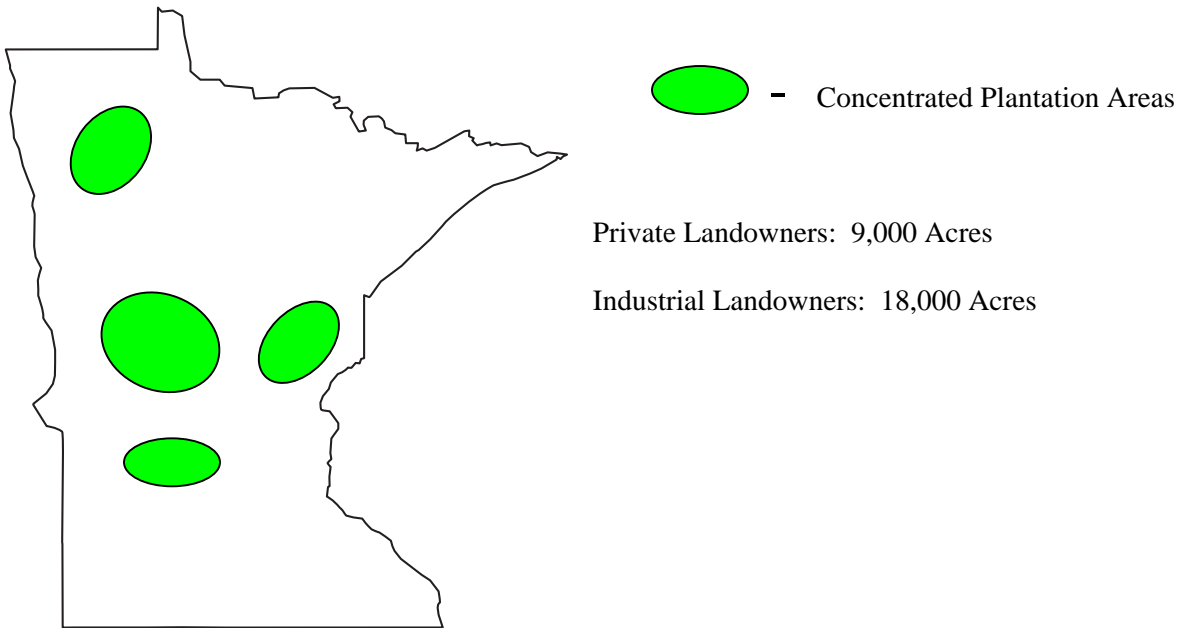 - Concentrated Plantation Areas
Private Landowners: 9,000 Acres
Industrial Landowners: 18,000 Acres